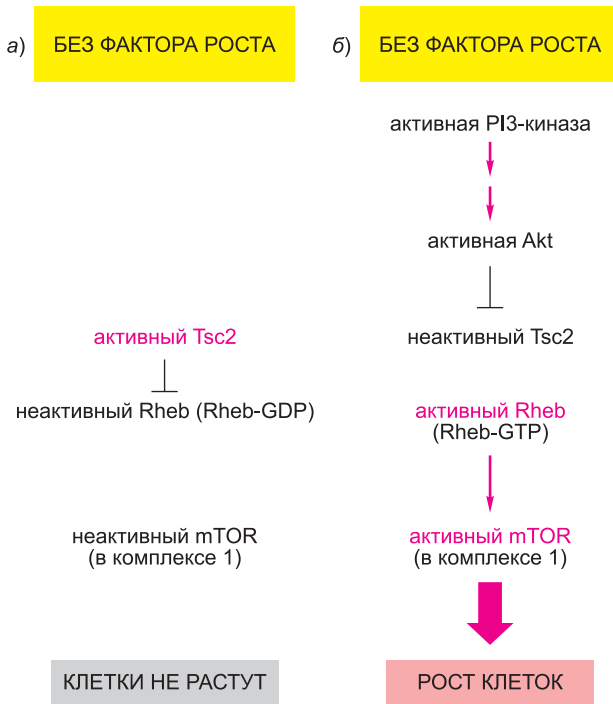 а) БЕЗ ФАКТОРА РОСТА
активный Tsc2
неактивный Rheb (Rheb-GDP)
неактивный mTOR
(в комплексе 1)
КЛЕТКИ НЕ РАСТУТ
б) БЕЗ ФАКТОРА РОСТА
активная PI3-киназа
активная Akt
неактивный Tsc2
активный Rheb
(Rheb-GTP)
активный mTOR
(в комплексе 1)
РОСТ КЛЕТОК